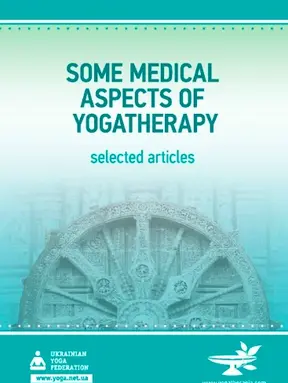 SOME MEDICAL
ASPECTS OF
YOGATHERAPY
selected articles
UKRAINIAN
YOGA
FEDERATION
www.yoga.net.ua